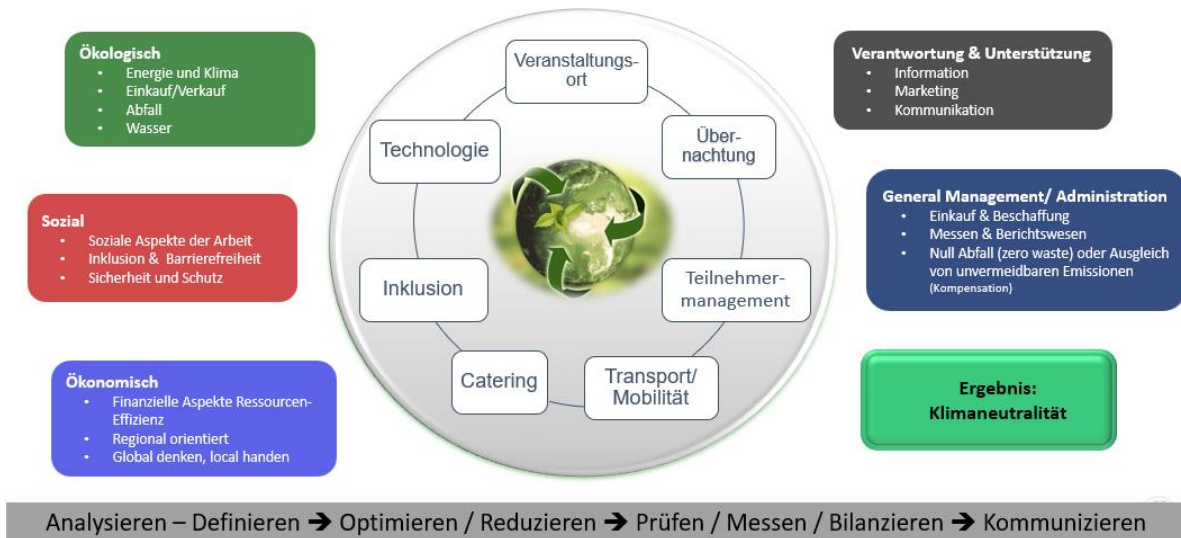 Ökologisch
• Energie und Klima
• Einkauf/Verkauf
• Abfall
• Wasser
Sozial
• Soziale Aspekte der Arbeit
• Inklusion & Barrierefreiheit
• Sicherheit und Schutz
Ökonomisch
• Finanzielle Aspekte Ressourcen-
Effizienz
• Regional orientiert
• Global denken, local handen
Veranstaltungs-
ort
Über-
nachtung
Teilnehmer-
management
Transport/
Mobilität
Catering
Inklusion
Technologie
Verantwortung & Unterstützung
• Information
• Marketing
• Kommunikation
General Management/ Administration
• Einkauf & Beschaffung
• Messen & Berichtswesen
• Null Abfall (zero waste) oder Ausgleich
von unvermeidbaren Emissionen
(Kompensation)
Ergebnis:
Klimaneutralität
Analysieren – Definieren ➔ Optimieren / Reduzieren ➔ Prüfen / Messen / Bilanzieren ➔ Kommunizieren